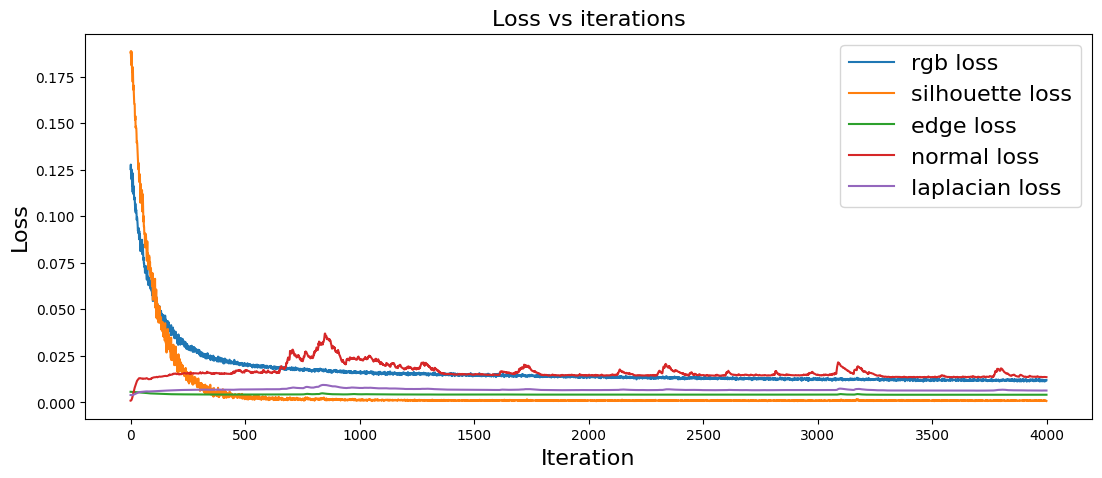 Loss vs iterations
rgb loss
silhouette loss
edge loss
normal loss
laplacian loss
Loss
0.175
0.150
0.125
0.100
0.075
0.050
0.025
0.000
0 500 1000 1500 2000 2500 3000 3500 4000
Iteration